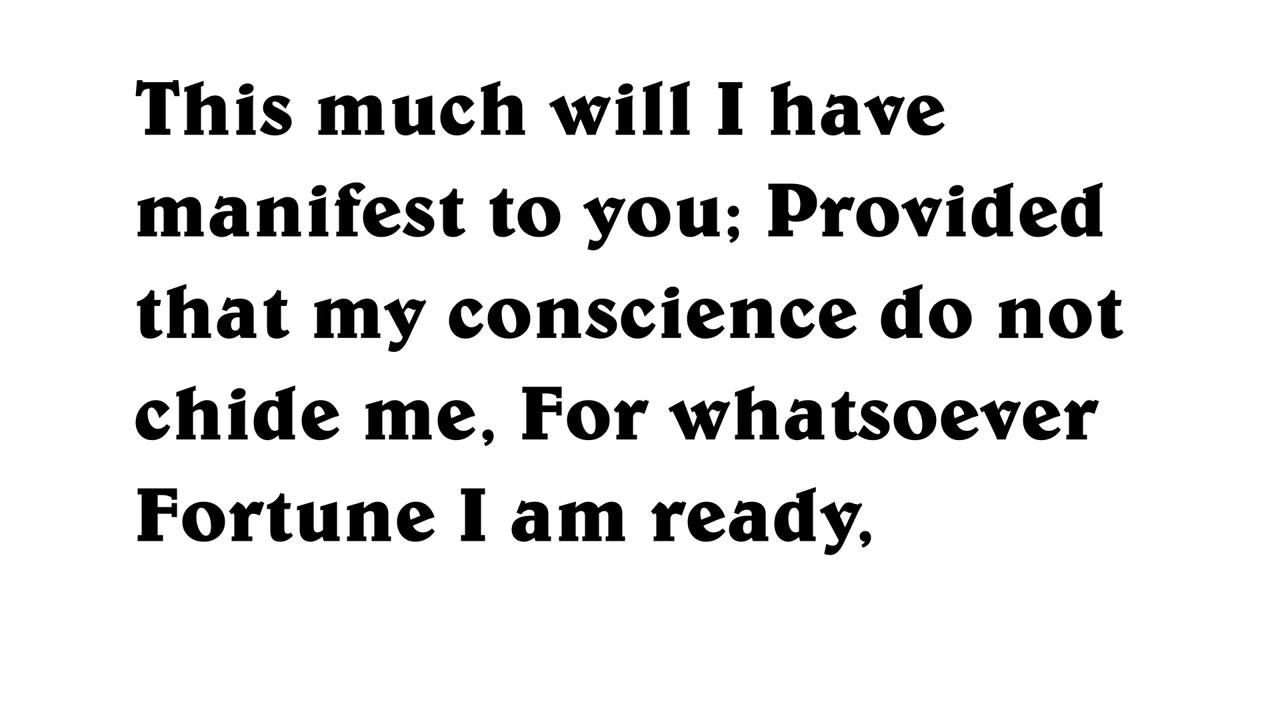 This much will I have
manifest to you; Provided
that my conscience do not
chide me, For whatsoever
Fortune I am ready,